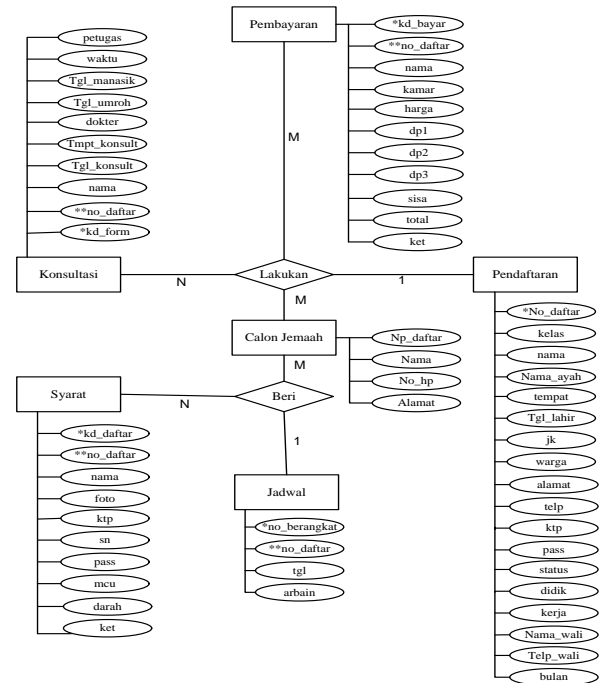 Pembayaran
*kd_bayar
**no_daftar
nama
kamar
harga
dp1
dp2
dp3
sisa
total
ket
petugas
waktu
Tgl_manasik
Tgl_umroh
dokter
Tmpt_konsult
Tgl_konsult
nama
**no_daftar
*kd_form
M
Konsultasi
N
Lakukan
1
Pendaftaran
M
Calon Jemaah
Np_daftar
Nama
No_hp
Alamat
M
Syarat
N
Beri
1
*kd_daftar
**no_daftar
nama
foto
ktp
sn
pass
mcu
darah
ket
Jadwal
*no_berangkat
**no_daftar
tgl
arbain
*No_daftar
kelas
nama
Nama_ayah
tempat
Tgl_lahir
jk
warga
alamat
telp
ktp
pass
status
didik
kerja
Nama_wali
Telp_wali
bulan